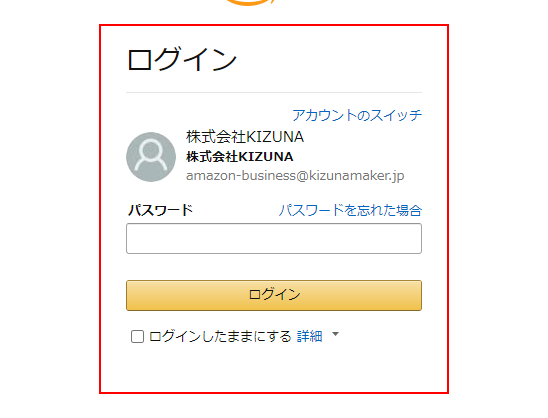 ログイン
アカウントのスイッチ
株式会社KIZUNA
株式会社KIZUNA
amazon-business@kizunamaker.jp
パスワード パスワードを忘れた場合
ログイン
ログインしたままにする 詳細